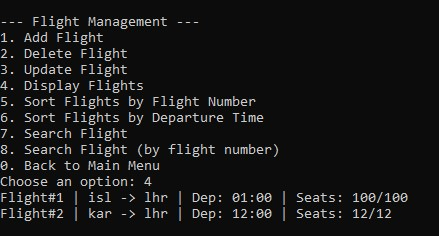 --- Flight Management ---
1. Add Flight
2. Delete Flight
3. Update Flight
4. Display Flights
5. Sort Flights by Flight Number
6. Sort Flights by Departure Time
7. Search Flight
8. Search Flight (by flight number)
0. Back to Main Menu
Choose an option: 4
Flight#1 | isl -> lhr | Dep: 01:00 | Seats: 100/100
Flight#2 | kar -> lhr | Dep: 12:00 | Seats: 12/12